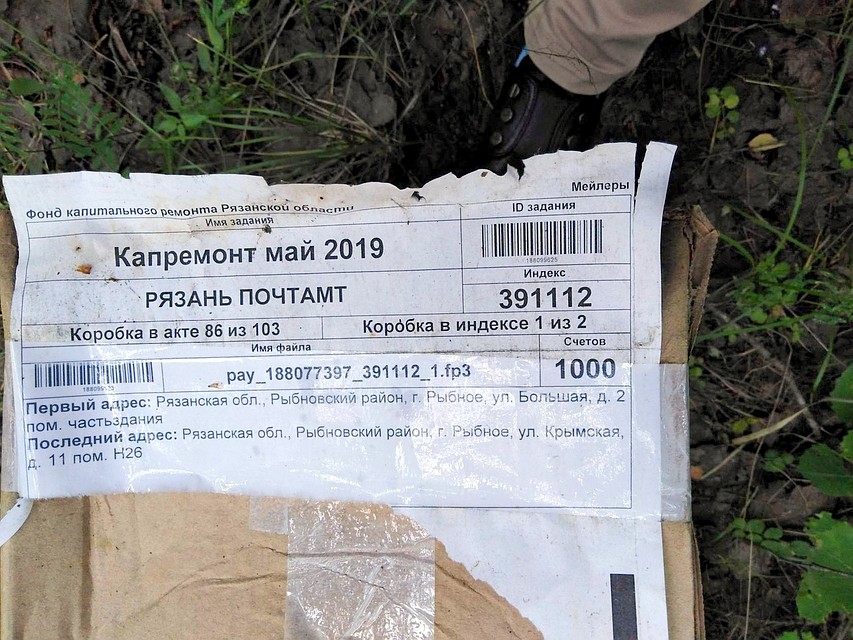 Мейлеры
Фонд капитального ремонта Рязанской области
Имя задания
ID задания
Капремонт май 2019
188099625
Индекс
РЯЗАНЬ ПОЧТАМТ
391112
Коробка в акте 86 из 103
Коробка в индексе 1 из 2
Имя файла
Счетов
pay_188077397_391112_1.fp3
1000
Первый адрес: Рязанская обл., Рыбновский район, г. Рыбное, ул. Большая, д. 2
пом. частьздания
Последний адрес: Рязанская обл., Рыбновский район, г. Рыбное, ул. Крымская,
д. 11 пом. Н26